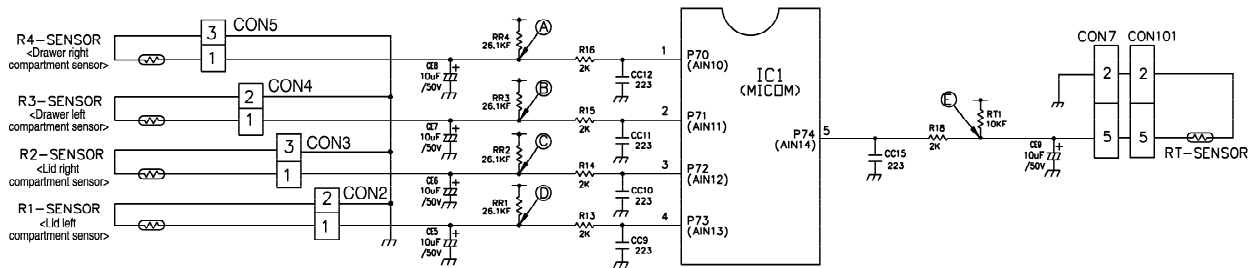 R4-SENSOR
<Drawer right
compartment sensor>
3
1
CON5
R3-SENSOR
<Drawer left
compartment sensor>
2
1
CON4
R2-SENSOR
<Lid right
compartment sensor>
3
1
CON3
R1-SENSOR
<Lid left
compartment sensor>
2
1
CON2
CE8
10uF
/50V
CE7
10uF
/50V
CE6
10uF
/50V
CE5
10uF
/50V
RR4
26.1KF
A
RR3
26.1KF
B
RR2
26.1KF
C
RR1
26.1KF
D
R16
2K
R15
2K
R14
2K
R13
2K
CC12
223
CC11
223
CC10
223
CC9
223
1
2
3
4
P70
(AIN10)
P71
(AIN11)
P72
(AIN12)
P73
(AIN13)
IC1
(MICOM)
P74
(AIN14)
5
CC15
223
R18
2K
E
RT1
10KF
CE9
10uF
/50V
CON7
2
5
CON101
2
5
RT-SENSOR